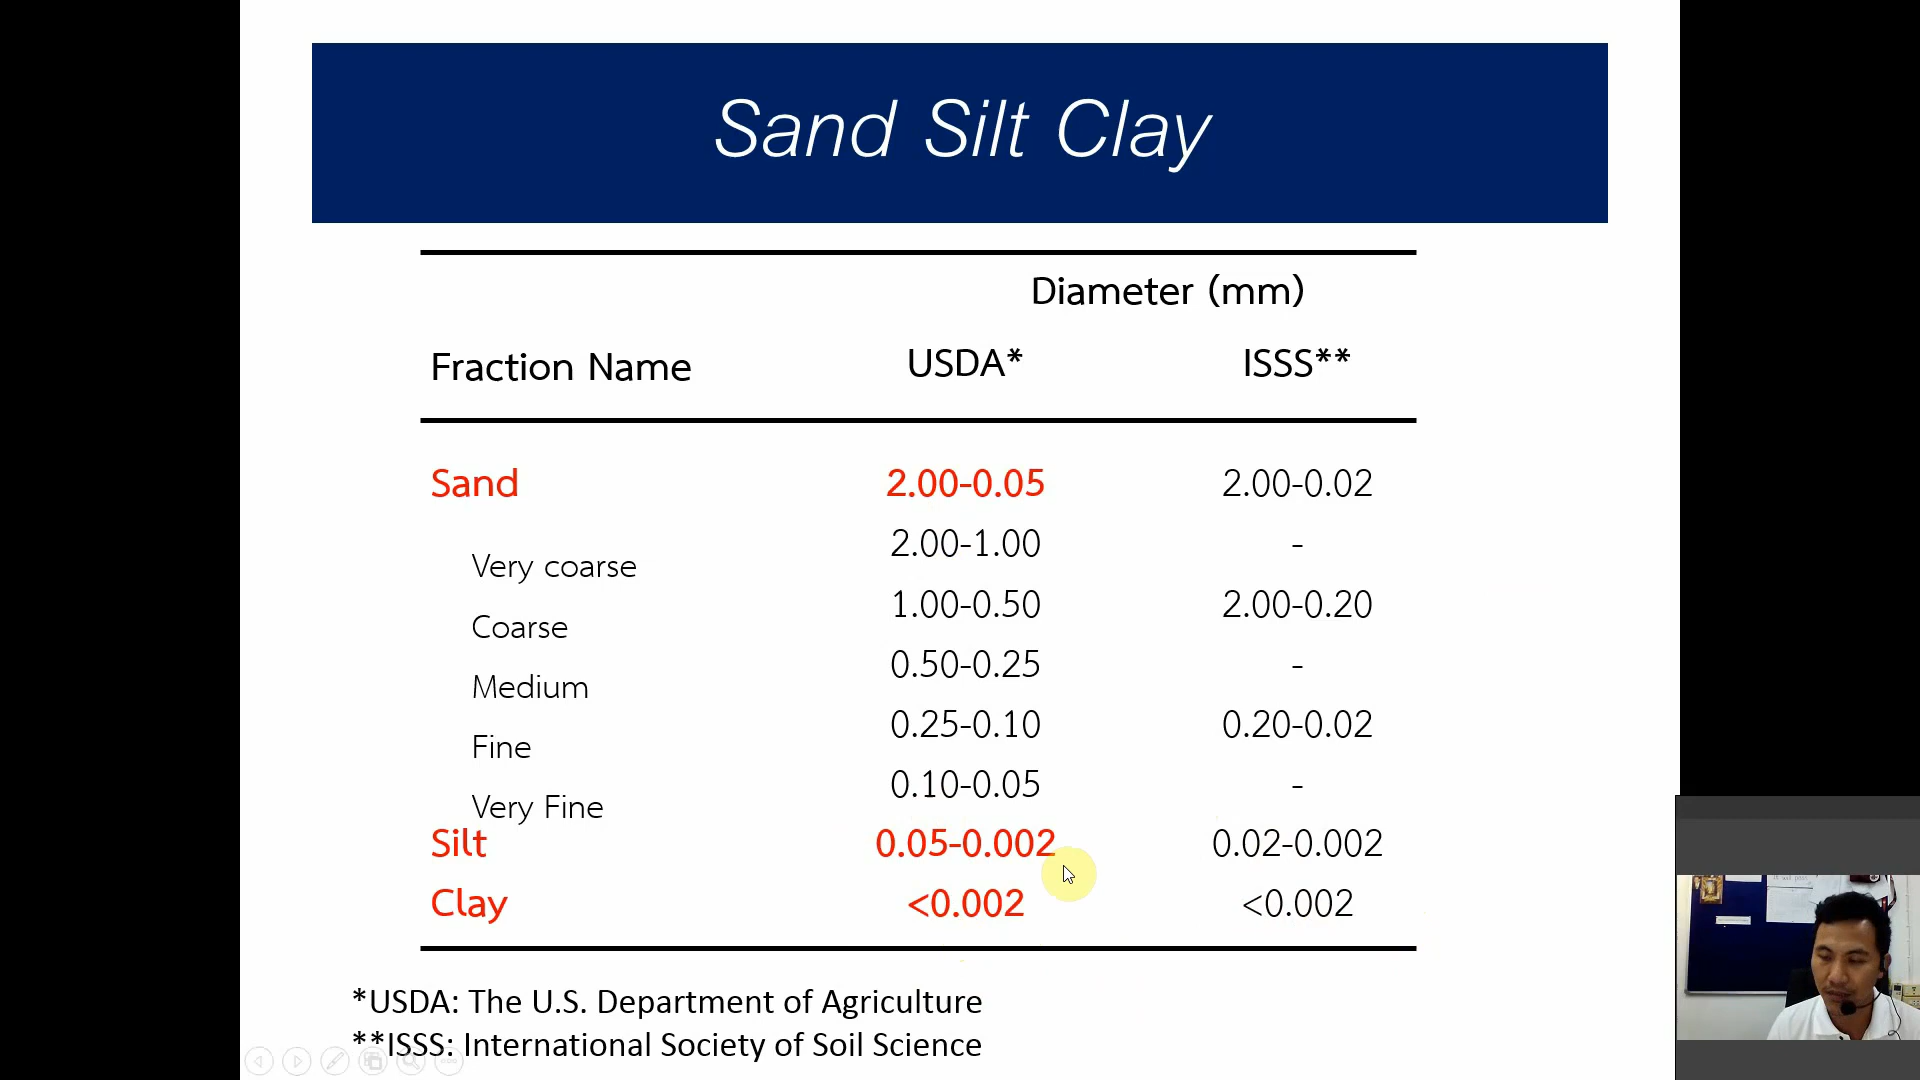 Sand Silt Clay
Diameter (mm)
Fraction Name USDA* ISSS**
Sand 2.00-0.05 2.00-0.02
Very coarse 2.00-1.00 -
Coarse 1.00-0.50 2.00-0.20
Medium 0.50-0.25 -
Fine 0.25-0.10 0.20-0.02
Very Fine 0.10-0.05 -
Silt 0.05-0.002 0.02-0.002
Clay <0.002 <0.002
*USDA: The U.S. Department of Agriculture
**ISSS: International Society of Soil Science